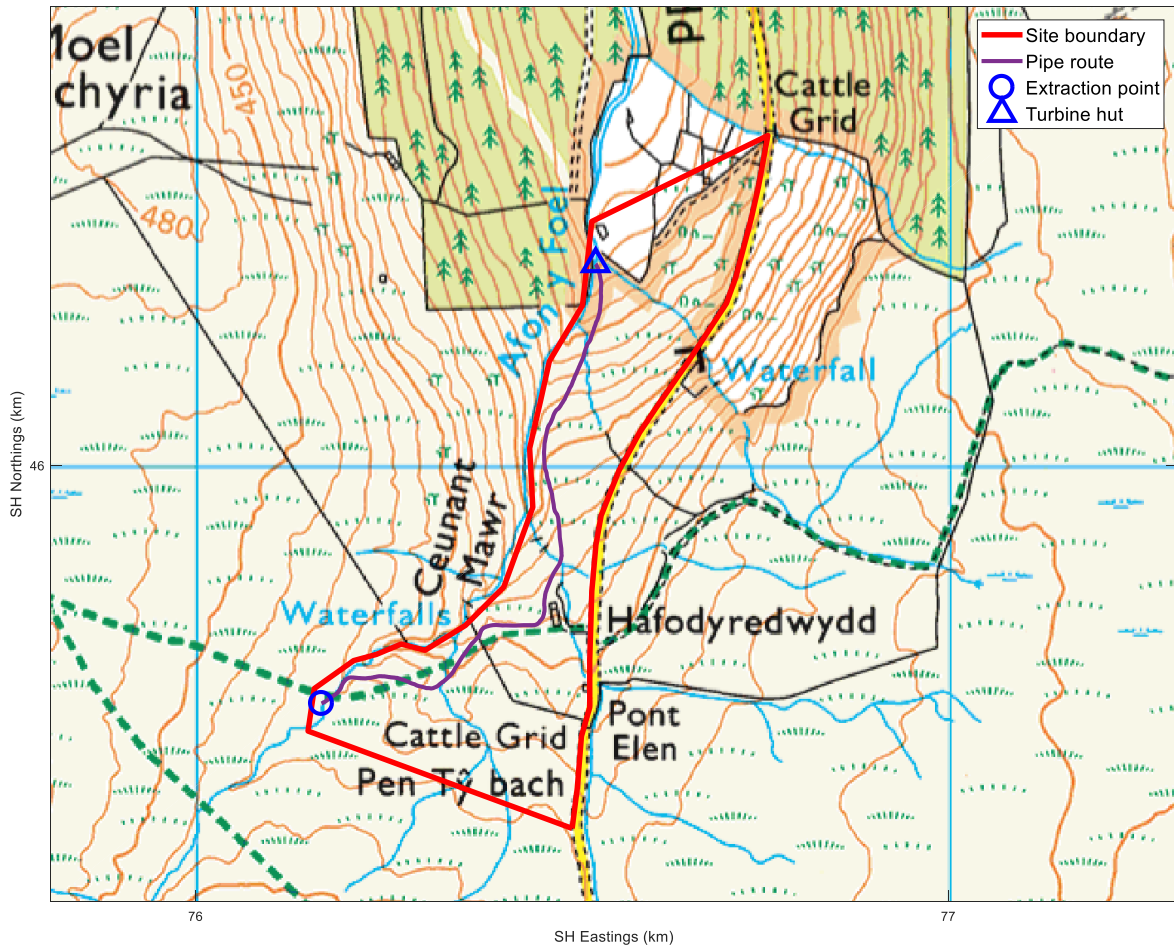 Moel
450
Site boundary
Pipe route
Extraction point
Turbine hut
Cattle
Grid
chyria
480
Afon y Foel
Waterfall
46
SH Northings (km)
Ceunant
Mawr
Waterfalls
Hafodyredwydd
Pont
Elen
Cattle Grid
Pen Tŷ bach
76
77
SH Eastings (km)